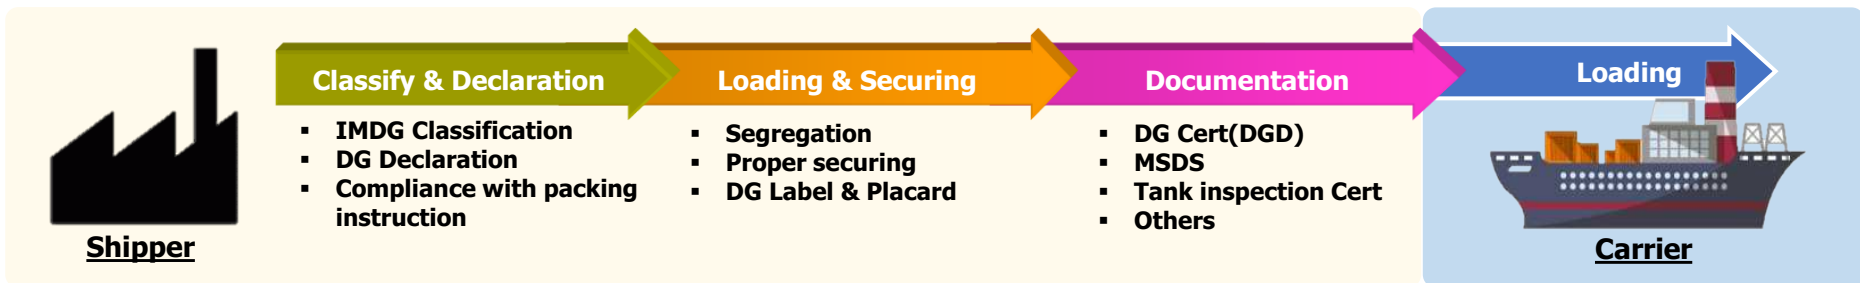 Classify & Declaration
Loading & Securing
Documentation
Loading
▪ IMDG Classification
▪ DG Declaration
▪ Compliance with packing
instruction
▪ Segregation
▪ Proper securing
▪ DG Label & Placard
▪ DG Cert(DGD)
▪ MSDS
▪ Tank inspection Cert
▪ Others
Shipper
Carrier